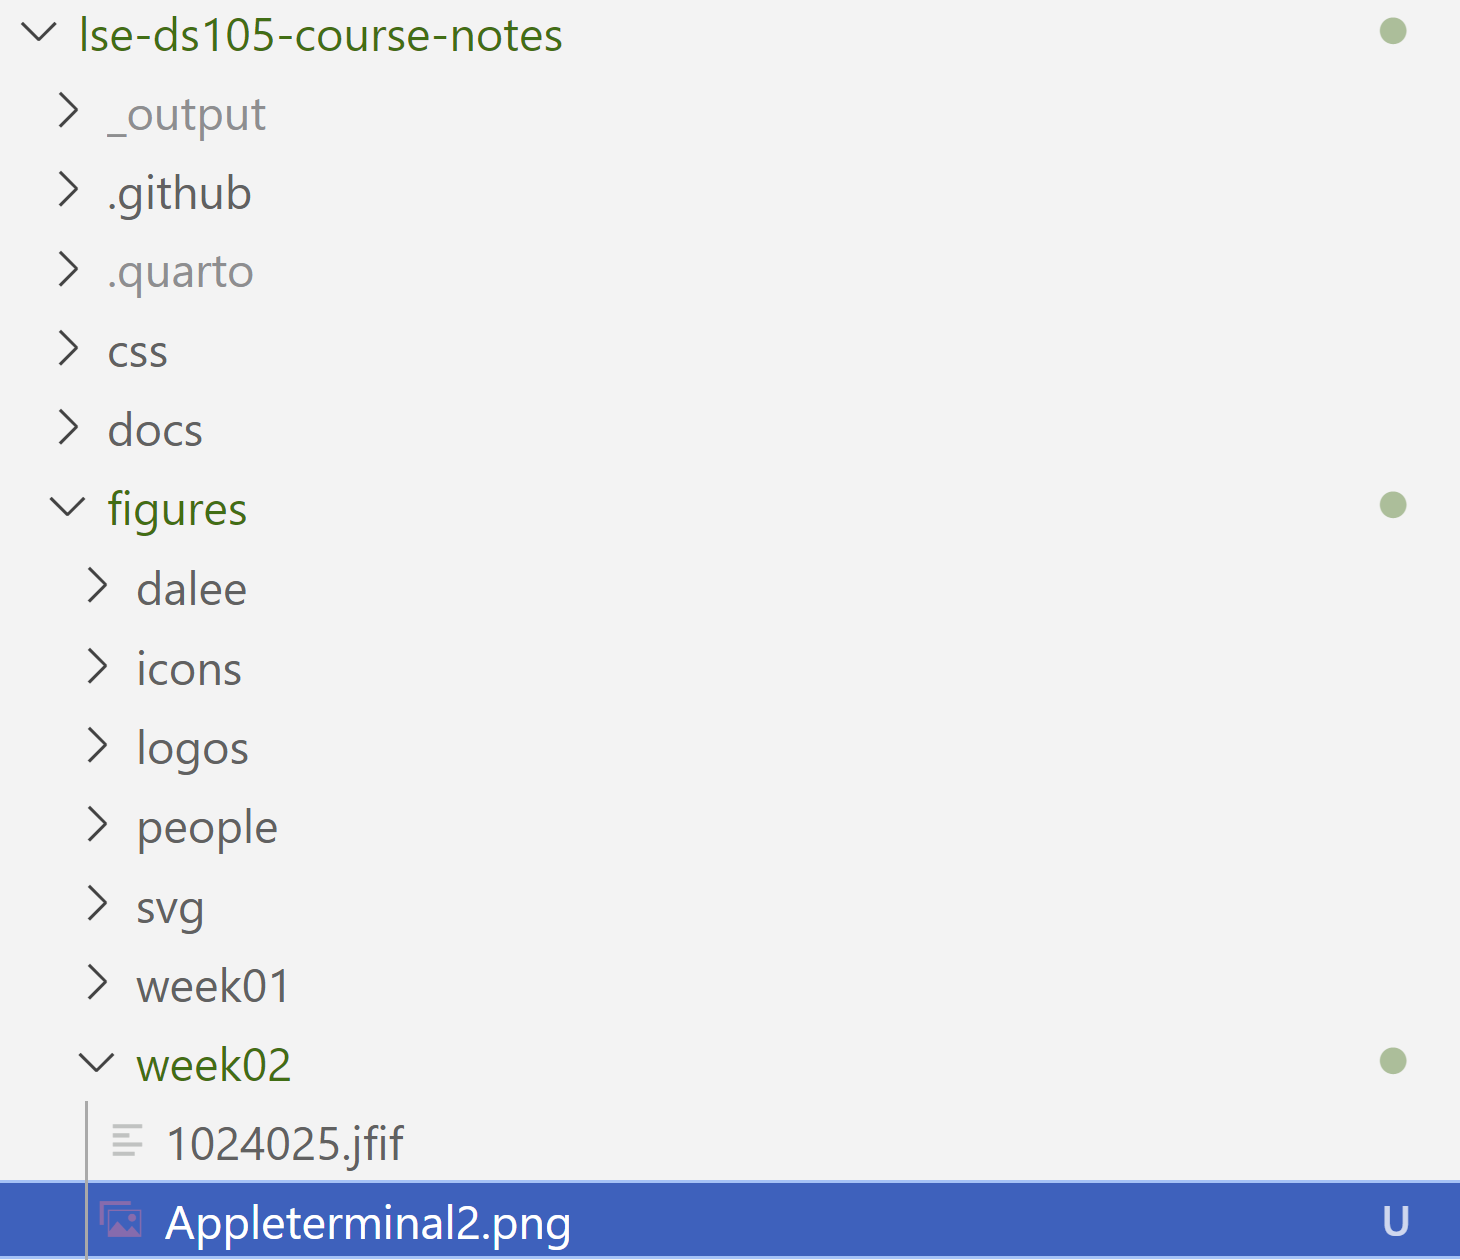 lse-ds105-course-notes
_output
.github
.quarto
css
docs
figures
dalee
icons
logos
people
svg
week01
week02
1024025.jfif
Appleterminal2.png U